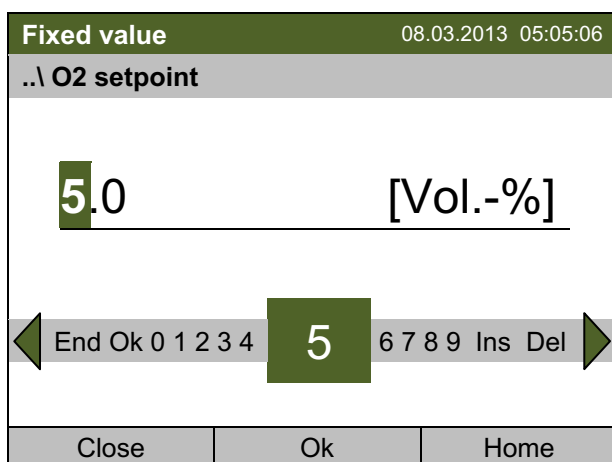 Fixed value 08.03.2013 05:05:06
..\ O2 setpoint
5.0 [Vol.-%]
End Ok 0 1 2 3 4 5 6 7 8 9 Ins Del
Close Ok Home